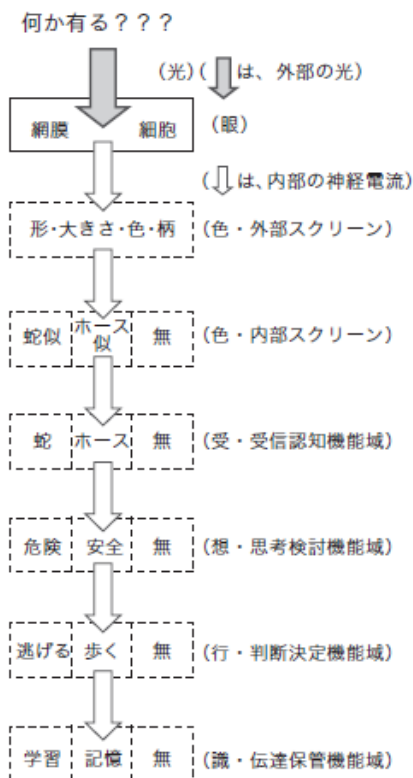 何か有る？？？
（光）（ は、外部の光）
網膜 細胞 （眼）
（ は、内部の神経電流）
形・大きさ・色・柄 （色・外部スクリーン）
蛇似 ホース似 無 （色・内部スクリーン）
蛇 ホース 無 （受・受信認知機能域）
危険 安全 無 （想・思考検討機能域）
逃げる 歩く 無 （行・判断決定機能域）
学習 記憶 無 （識・伝達保管機能域）